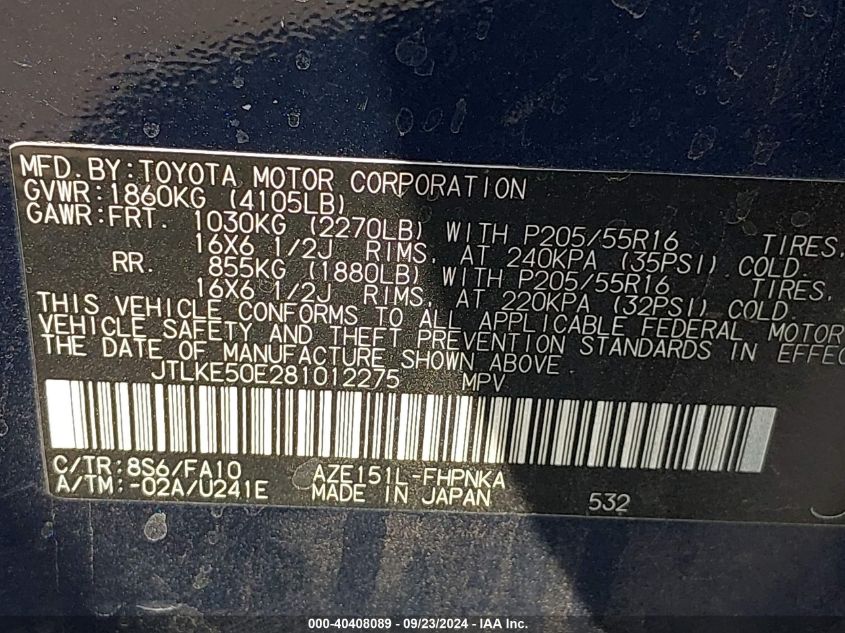 MFD.BY:TOYOTA MOTOR CORPORATION
GVWR:1860KG (4105LB)
GAWR:FRT. 1030KG (2270LB) WITH P205/55R16 TIRES,
16X6 1/2J RIMS, AT 240KPA (35PSI) COLD.
RR. 855KG (1880LB) WITH P205/55R16 TIRES,
16X6 1/2J RIMS, AT 220KPA (32PSI) COLD.
THIS VEHICLE CONFORMS TO ALL APPLICABLE FEDERAL MOTOR
VEHICLE SAFETY AND THEFT PREVENTION STANDARDS IN EFFEC
THE DATE OF MANUFACTURE SHOWN ABOVE.
JTLKE50E281012275 MPV
C/TR:8S6/FA10 AZE151L-FHPNKA
A/TM:-02A/U241E MADE IN JAPAN 532
000-40408089 - 09/23/2024 - IAA Inc.